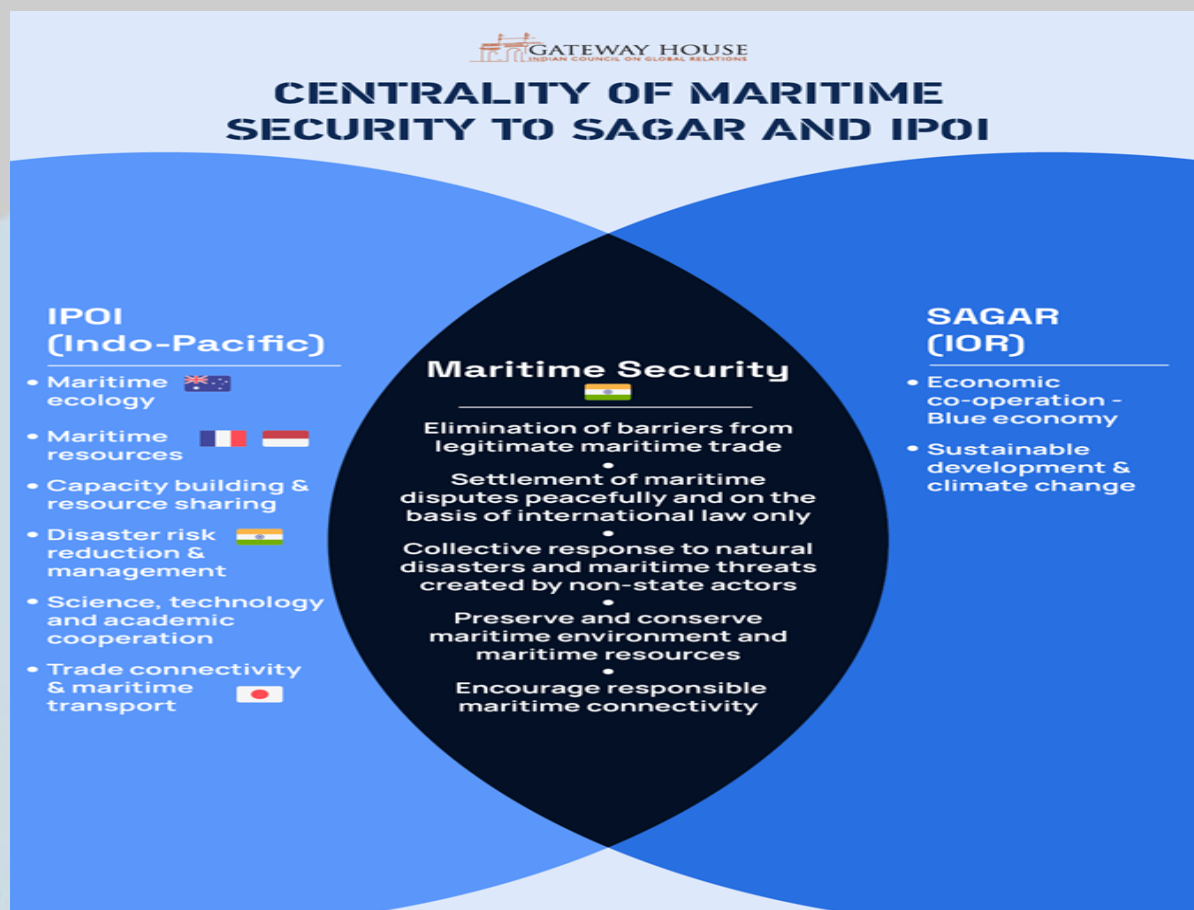 GATEWAY HOUSE
INDIAN COUNCIL ON GLOBAL RELATIONS
CENTRALITY OF MARITIME
SECURITY TO SAGAR AND IPOI
IPOI
(Indo-Pacific)
• Maritime
ecology
• Maritime
resources
• Capacity building &
resource sharing
• Disaster risk
reduction &
management
• Science, technology
and academic
cooperation
• Trade connectivity
& maritime
transport
Maritime Security
Elimination of barriers from
legitimate maritime trade
•
Settlement of maritime
disputes peacefully and on the
basis of international law only
•
Collective response to natural
disasters and maritime threats
created by non-state actors
•
Preserve and conserve
maritime environment and
maritime resources
•
Encourage responsible
maritime connectivity
SAGAR
(IOR)
• Economic
co-operation -
Blue economy
• Sustainable
development &
climate change